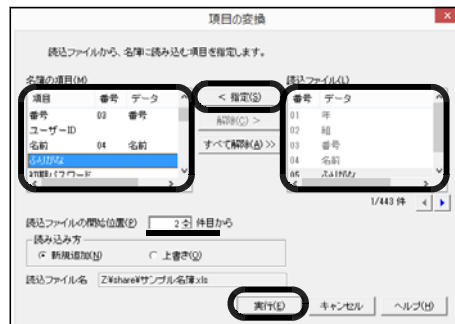 項目の変換
読込ファイルから、名簿に読み込む項目を指定します。
名簿の項目(M)
項目 番号 データ
番号 03 番号
ユーザーID
名前 04 名前
ふりがな
初期パスワード
< 指定(S)
解除(C) >
すべて解除(A) >>
読込ファイル(L)
番号 データ
01 年
02 組
03 番号
04 名前
05 ふりがな
1/443 件
読込ファイルの開始位置(P) 2 件目から
読み込み方
新規追加(N) 上書き(O)
読込ファイル名 Z¥share¥サンプル名簿.xls
実行(E) キャンセル ヘルプ(H)